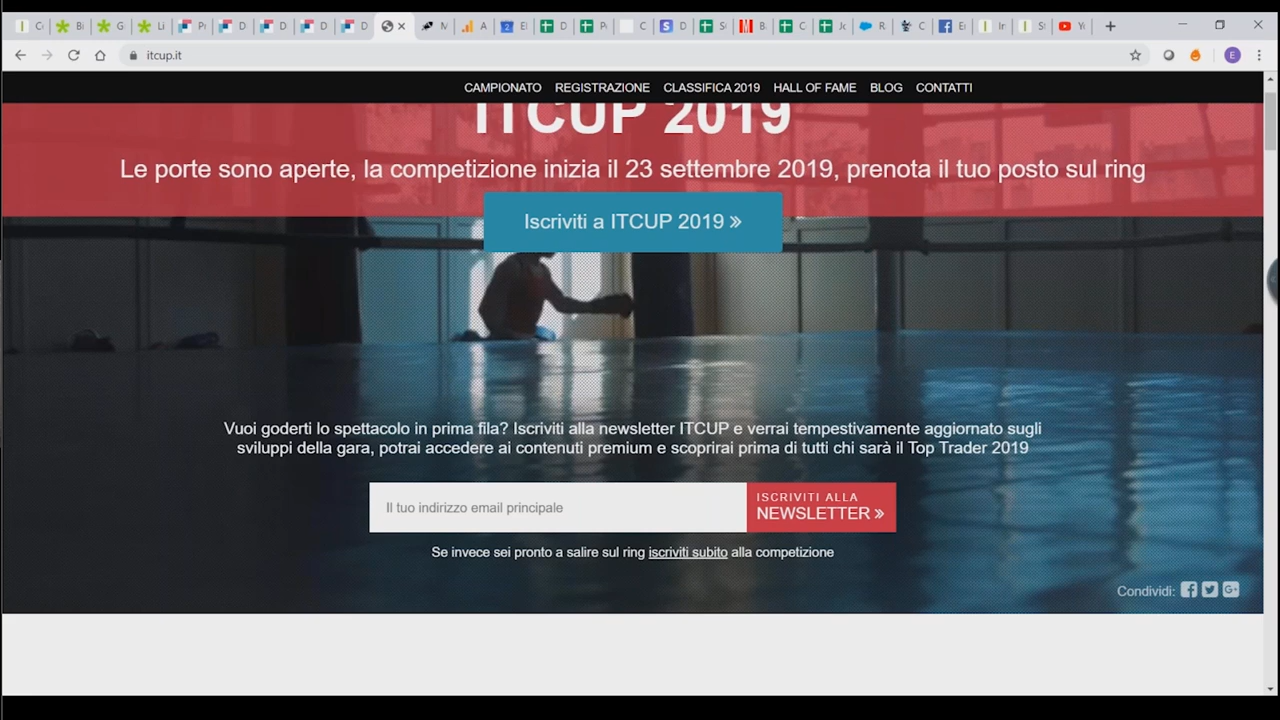 itcup.it
E
CAMPIONATO REGISTRAZIONE CLASSIFICA 2019 HALL OF FAME BLOG CONTATTI
ITCUP 2019
Le porte sono aperte, la competizione inizia il 23 settembre 2019, prenota il tuo posto sul ring
Iscriviti a ITCUP 2019 »
Vuoi goderti lo spettacolo in prima fila? Iscriviti alla newsletter ITCUP e verrai tempestivamente aggiornato sugli
sviluppi della gara, potrai accedere ai contenuti premium e scoprirai prima di tutti chi sarà il Top Trader 2019
Il tuo indirizzo email principale
ISCRIVITI ALLA
NEWSLETTER »
Se invece sei pronto a salire sul ring iscriviti subito alla competizione
Condividi: